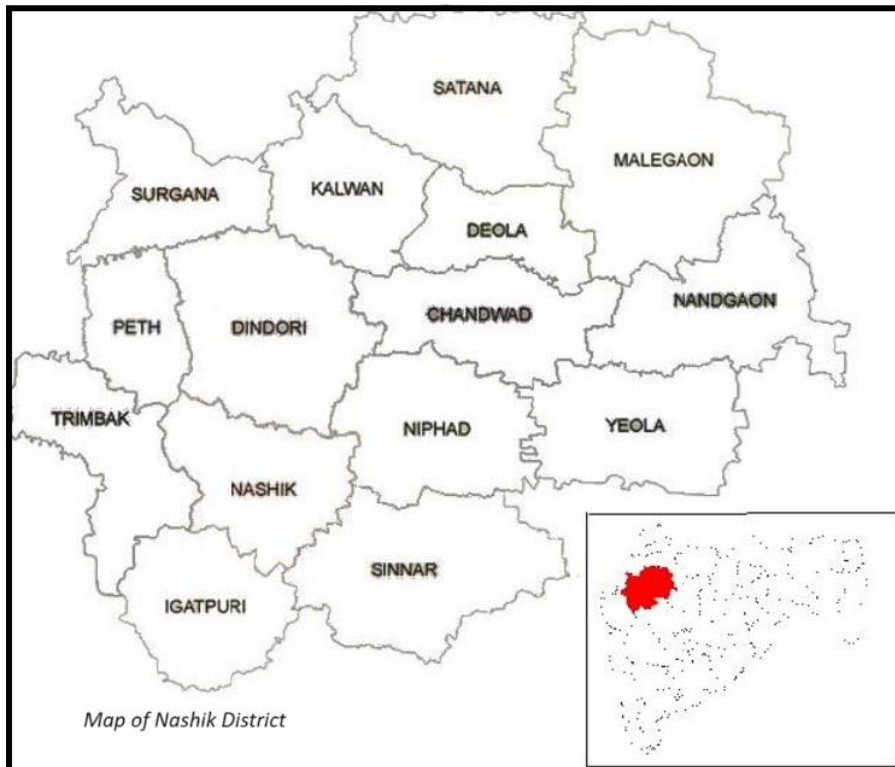 SATANA
MALEGAON
SURGANA
KALWAN
DEOLA
NANDGAON
PETH
DINDORI
CHANDWAD
TRIMBAK
NIPHAD
YEOLA
NASHIK
SINNAR
IGATPURI
Map of Nashik District